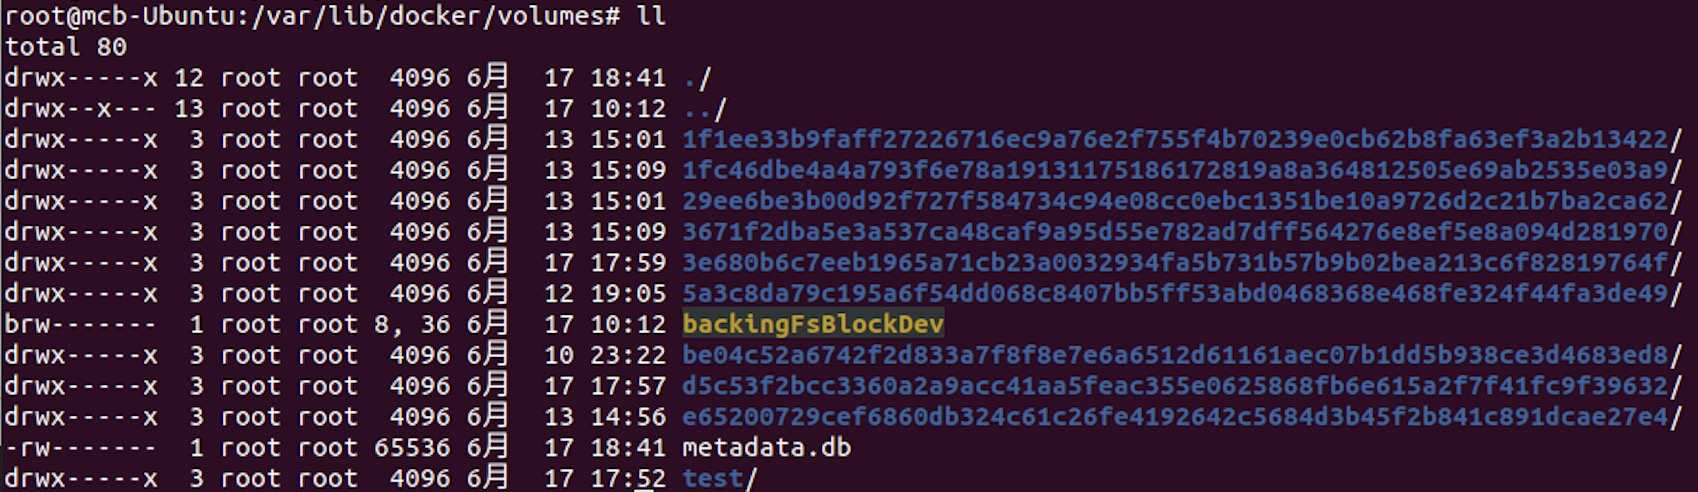 root@mcb-Ubuntu:/var/lib/docker/volumes# ll
total 80
drwx-----x 12 root root  4096 6月  17 18:41 ./
drwx--x--- 13 root root  4096 6月  17 10:12 ../
drwx-----x  3 root root  4096 6月  13 15:01 1f1ee33b9faff27226716ec9a76e2f755f4b70239e0cb62b8fa63ef3a2b13422/
drwx-----x  3 root root  4096 6月  13 15:09 1fc46dbe4a4a793f6e78a19131175186172819a8a364812505e69ab2535e03a9/
drwx-----x  3 root root  4096 6月  13 15:01 29ee6be3b00d92f727f584734c94e08cc0ebc1351be10a9726d2c21b7ba2ca62/
drwx-----x  3 root root  4096 6月  13 15:09 3671f2dba5e3a537ca48caf9a95d55e782ad7dff564276e8ef5e8a094d281970/
drwx-----x  3 root root  4096 6月  17 17:59 3e680b6c7eeb1965a71cb23a0032934fa5b731b57b9b02bea213c6f82819764f/
drwx-----x  3 root root  4096 6月  12 19:05 5a3c8da79c195a6f54dd068c8407bb5ff53abd0468368e468fe324f44fa3de49/
brw-------  1 root root 8, 36 6月  17 10:12 backingFsBlockDev
drwx-----x  3 root root  4096 6月  10 23:22 be04c52a6742f2d833a7f8f8e7e6a6512d61161aec07b1dd5b938ce3d4683ed8/
drwx-----x  3 root root  4096 6月  17 17:57 d5c53f2bcc3360a2a9acc41aa5feac355e0625868fb6e615a2f7f41fc9f39632/
drwx-----x  3 root root  4096 6月  13 14:56 e65200729cef6860db324c61c26fe4192642c5684d3b45f2b841c891dcae27e4/
-rw-------  1 root root 65536 6月  17 18:41 metadata.db
drwx-----x  3 root root  4096 6月  17 17:52 test/